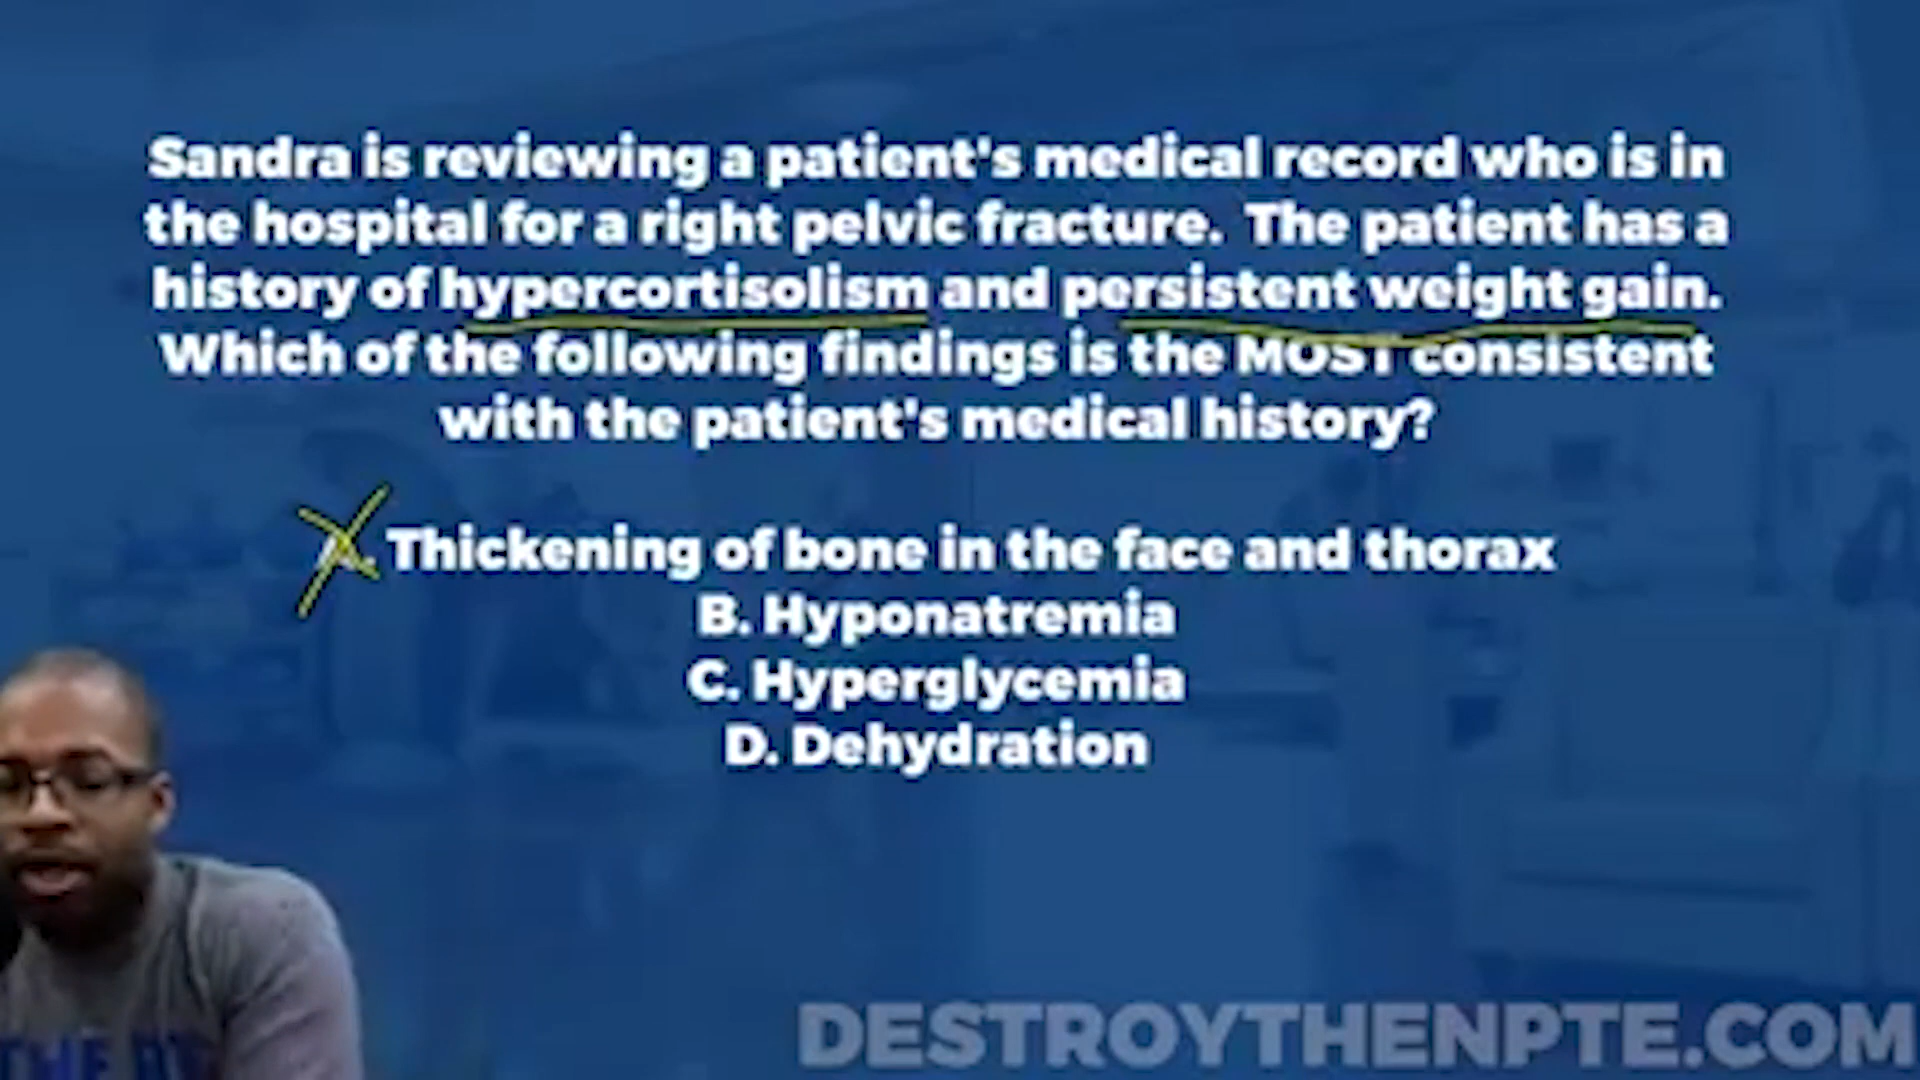 Sandra is reviewing a patient's medical record who is in
the hospital for a right pelvic fracture. The patient has a
history of hypercortisolism and persistent weight gain.
Which of the following findings is the MOST consistent
with the patient's medical history?
A. Thickening of bone in the face and thorax
B. Hyponatremia
C. Hyperglycemia
D. Dehydration
THE
DESTROYTHENPTE.COM